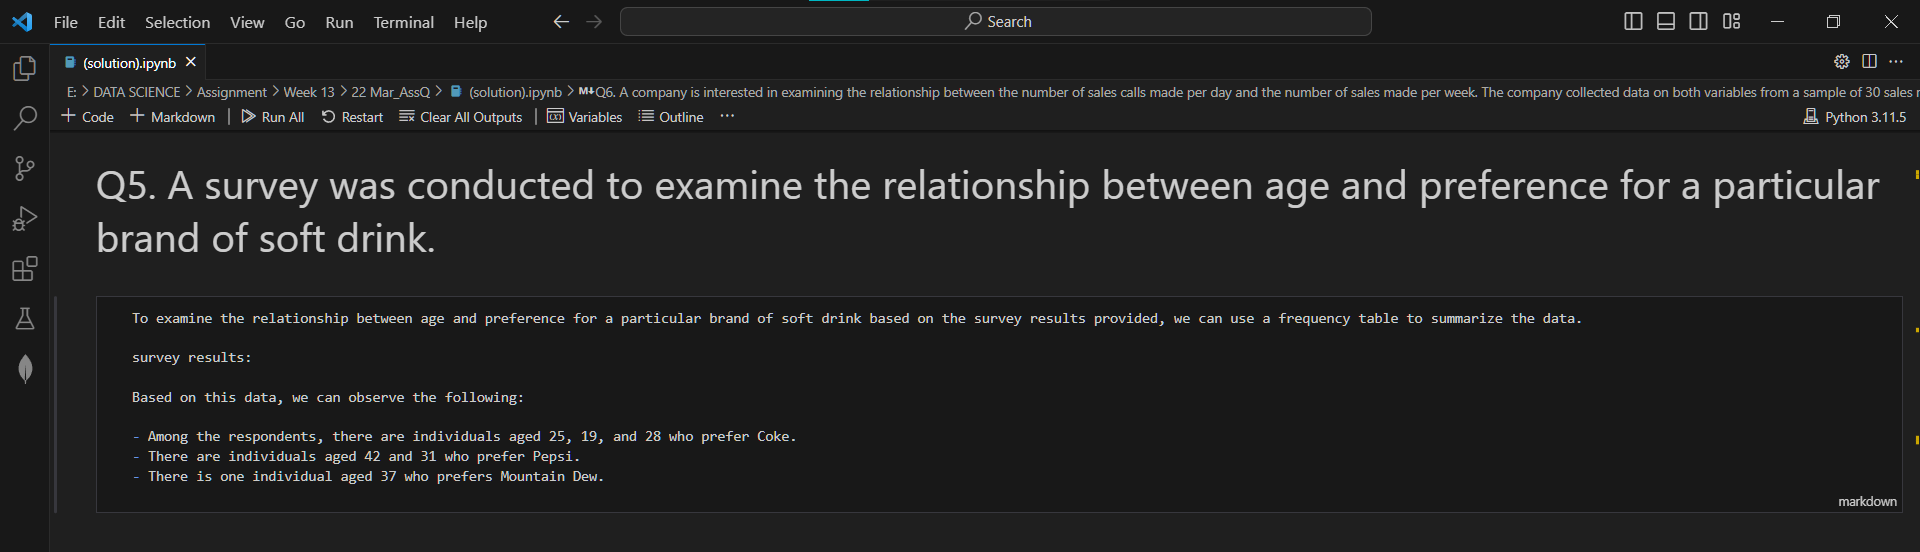 File Edit Selection View Go Run Terminal Help
Search
(solution).ipynb
E: > DATA SCIENCE > Assignment > Week 13 > 22 Mar_AssQ > (solution).ipynb > M↓Q6. A company is interested in examining the relationship between the number of sales calls made per day and the number of sales made per week. The company collected data on both variables from a sample of 30 sales r
+ Code + Markdown | Run All Restart Clear All Outputs | Variables Outline ···
Python 3.11.5
Q5. A survey was conducted to examine the relationship between age and preference for a particular
brand of soft drink.
To examine the relationship between age and preference for a particular brand of soft drink based on the survey results provided, we can use a frequency table to summarize the data.
survey results:
Based on this data, we can observe the following:
- Among the respondents, there are individuals aged 25, 19, and 28 who prefer Coke.
- There are individuals aged 42 and 31 who prefer Pepsi.
- There is one individual aged 37 who prefers Mountain Dew.
markdown